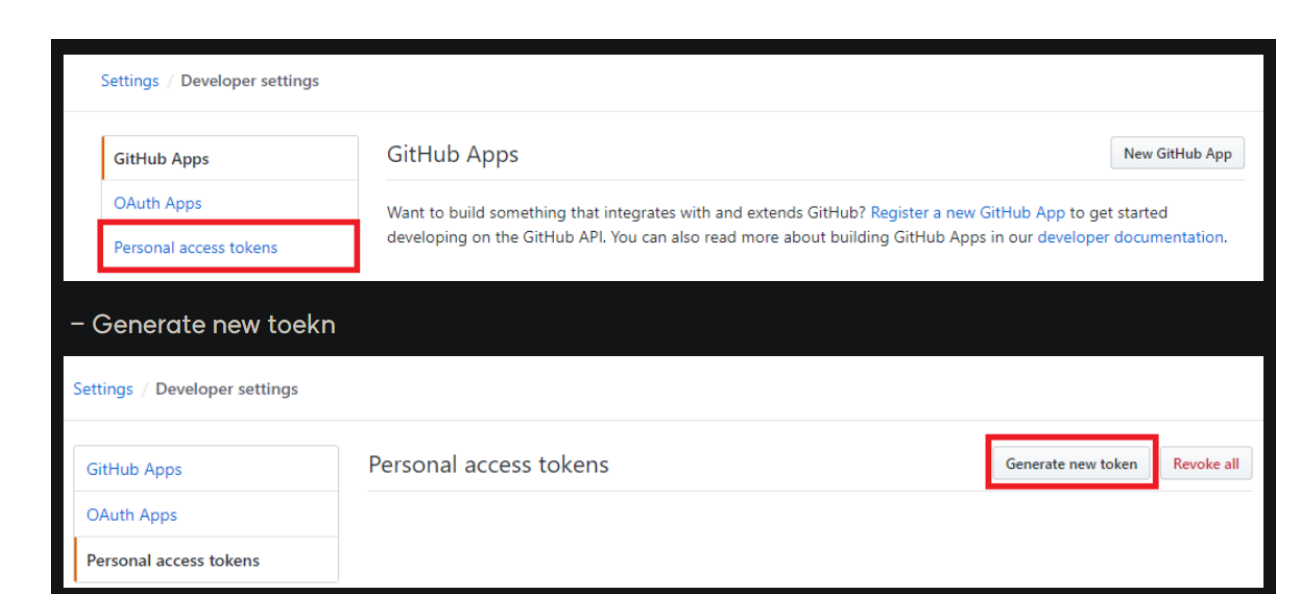 Settings / Developer settings
GitHub Apps
OAuth Apps
Personal access tokens
GitHub Apps
New GitHub App
Want to build something that integrates with and extends GitHub? Register a new GitHub App to get started
developing on the GitHub API. You can also read more about building GitHub Apps in our developer documentation.
– Generate new toekn
Settings / Developer settings
GitHub Apps
OAuth Apps
Personal access tokens
Personal access tokens
Generate new token
Revoke all